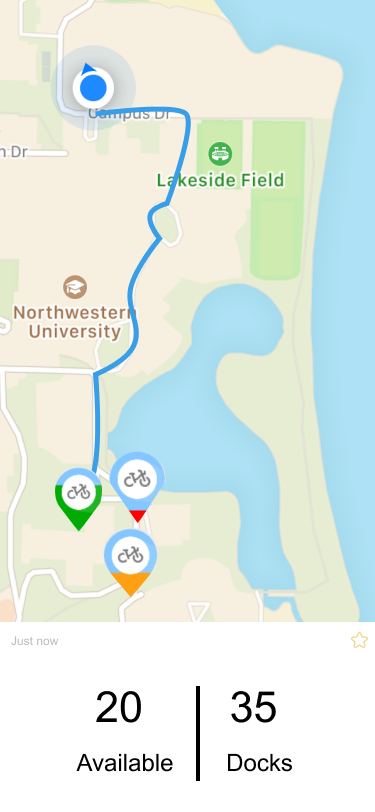 Campus Dr
n Dr
Lakeside Field
Northwestern
University
Just now
20
35
Available
Docks